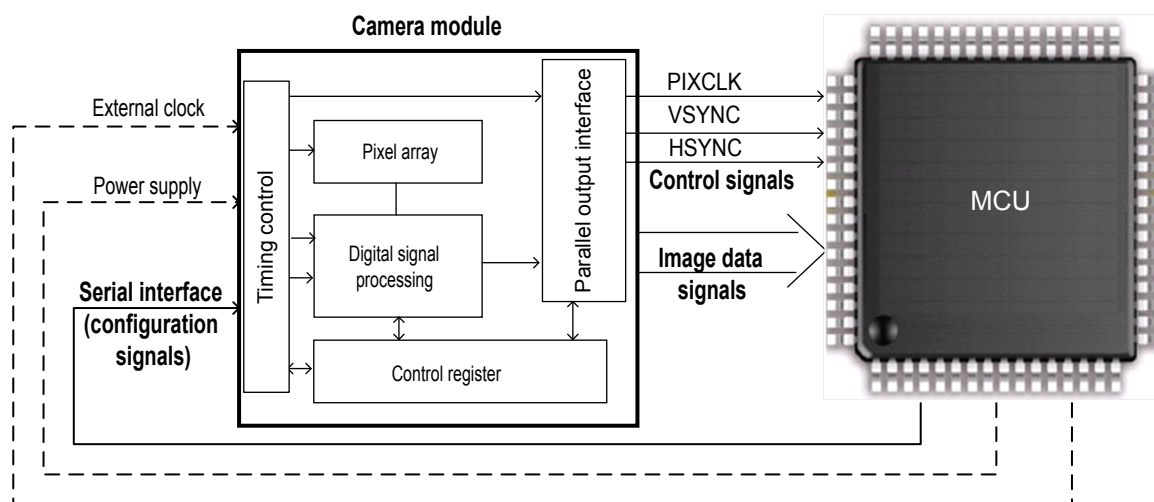 Camera module
External clock
Power supply
Serial interface
(configuration
signals)
Timing control
Pixel array
Digital signal
processing
Control register
Parallel output interface
PIXCLK
VSYNC
HSYNC
Control signals
Image data
signals
MCU